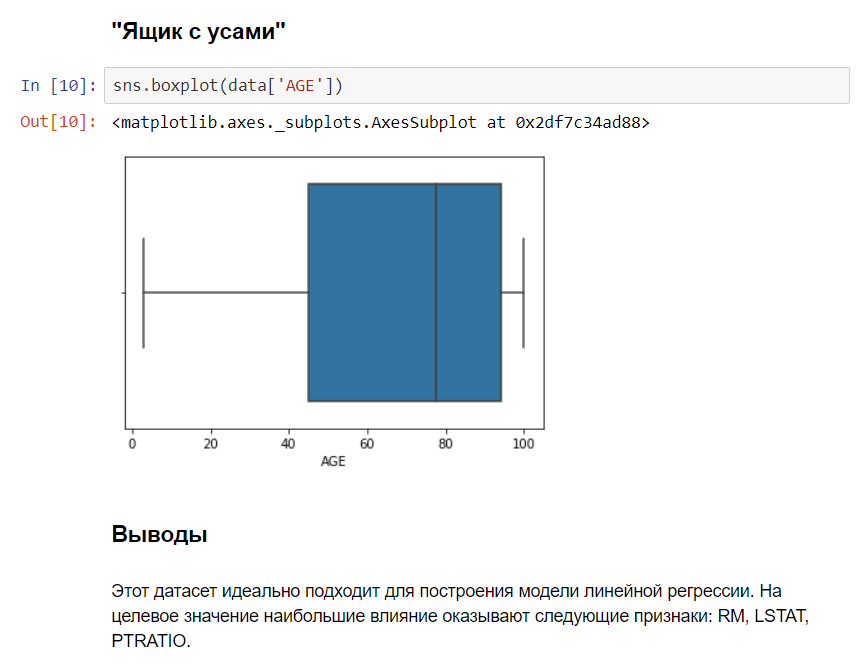 "Ящик с усами"
In [10]: sns.boxplot(data['AGE'])
Out[10]: <matplotlib.axes._subplots.AxesSubplot at 0x2df7c34ad88>
0 20 40 60 80 100
AGE
Выводы
Этот датасет идеально подходит для построения модели линейной регрессии. На
целевое значение наибольшие влияние оказывают следующие признаки: RM, LSTAT,
PTRATIO.